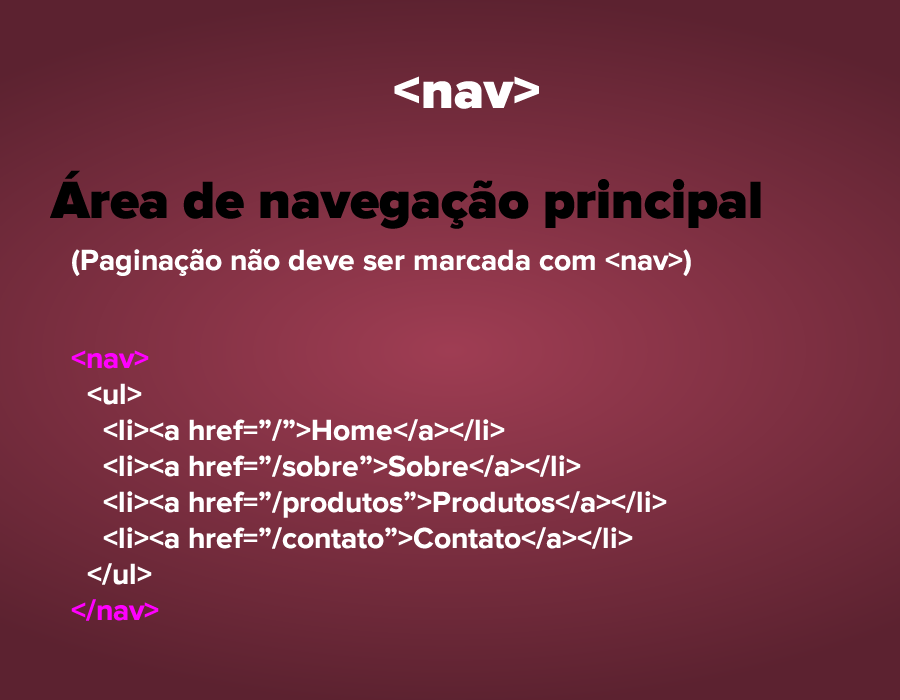 <nav>
Área de navegação principal
(Paginação não deve ser marcada com <nav>)
<nav>
<ul>
<li><a href=”/”>Home</a></li>
<li><a href=”/sobre”>Sobre</a></li>
<li><a href=”/produtos”>Produtos</a></li>
<li><a href=”/contato”>Contato</a></li>
</ul>
</nav>